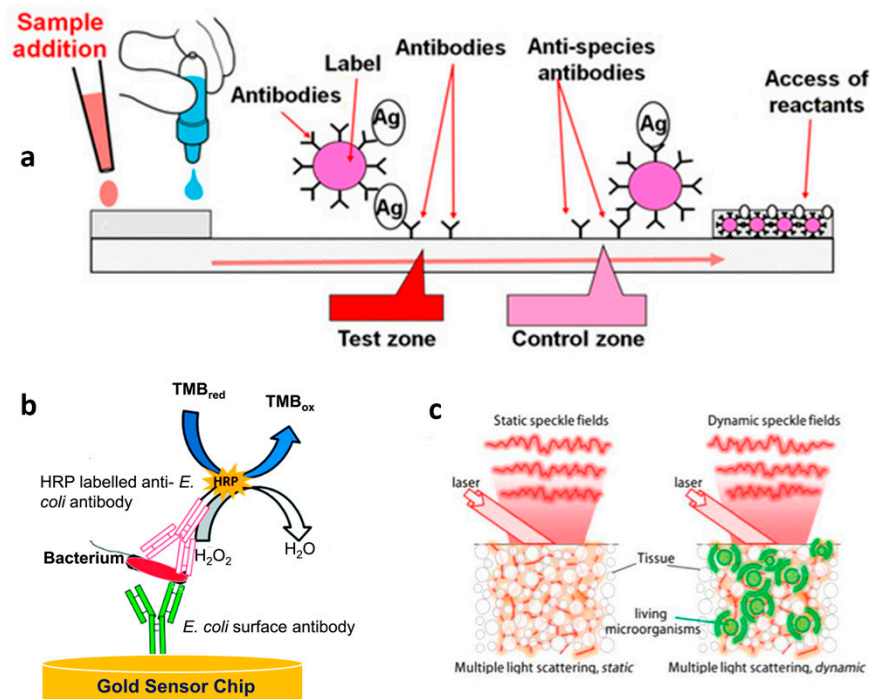 Sample
addition
Antibodies
Label
Antibodies
Anti-species
antibodies
Access of
reactants
Ag
Ag
Ag
a
Test zone
Control zone
b
TMBred
TMBox
HRP labelled anti- E.
coli antibody
HRP
Bacterium
H2O2
H2O
E. coli surface antibody
Gold Sensor Chip
c
Static speckle fields
Dynamic speckle fields
laser
laser
Tissue
living
microorganisms
Multiple light scattering, static
Multiple light scattering, dynamic